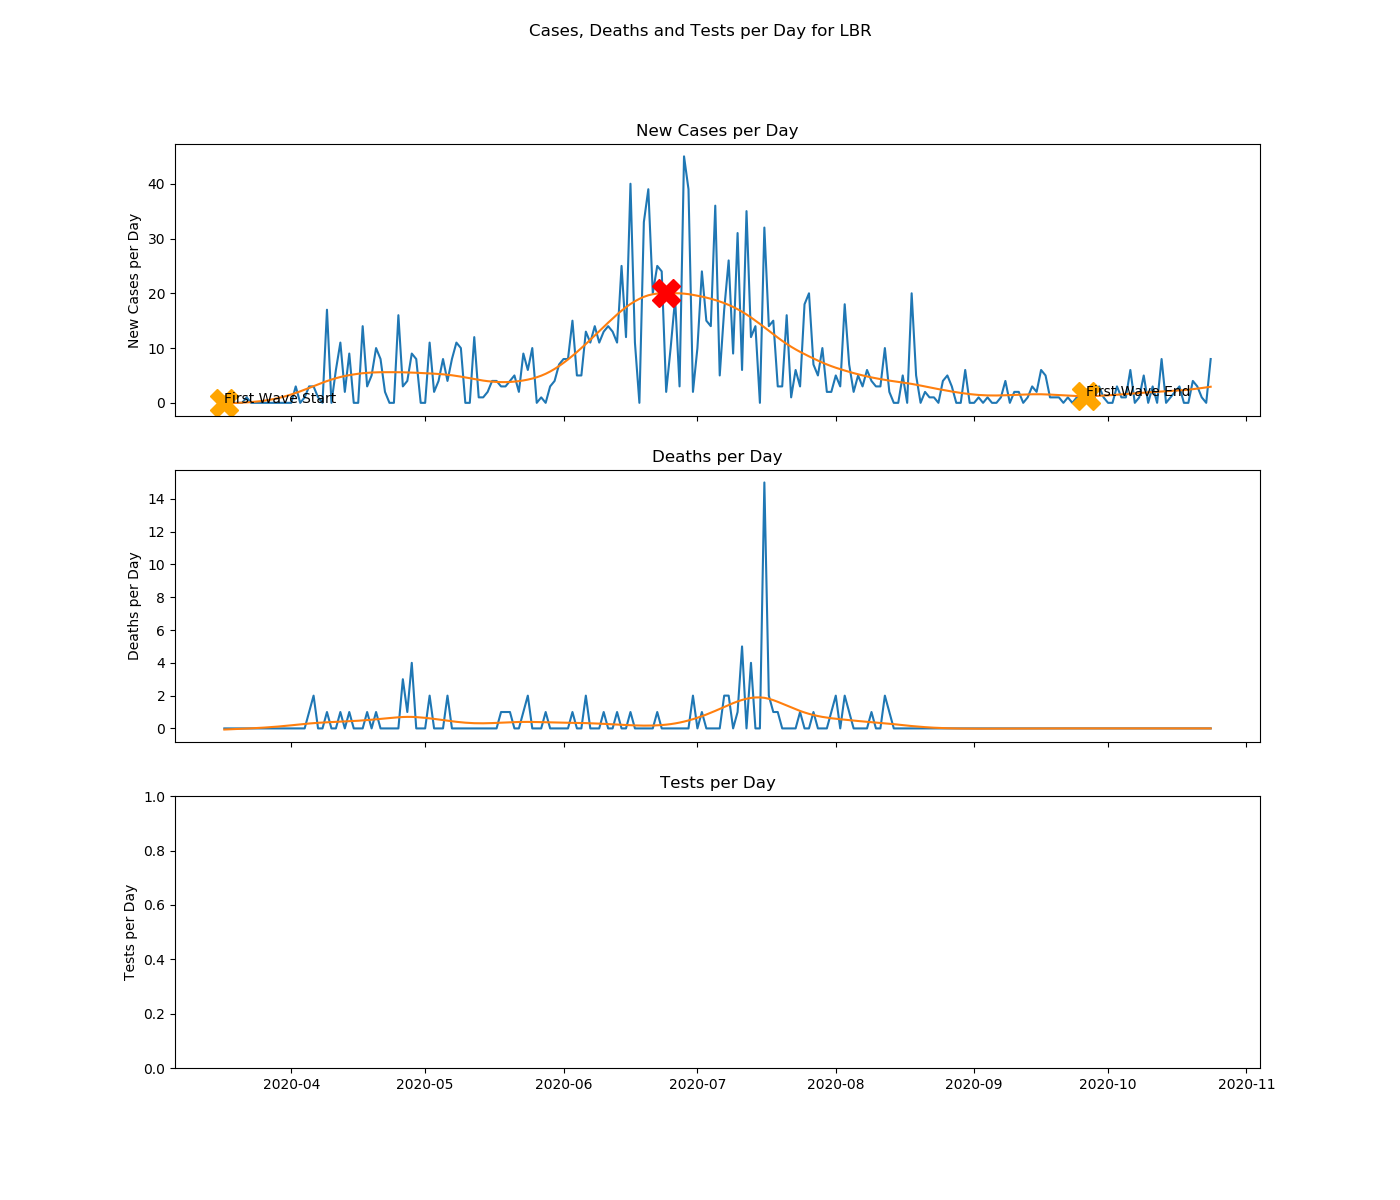 Cases, Deaths and Tests per Day for LBR
New Cases per Day
New Cases per Day
40
30
20
10
0
First Wave Start
First Wave End
Deaths per Day
Deaths per Day
14
12
10
8
6
4
2
0
Tests per Day
Tests per Day
1.0
0.8
0.6
0.4
0.2
0.0
2020-04 2020-05 2020-06 2020-07 2020-08 2020-09 2020-10 2020-11